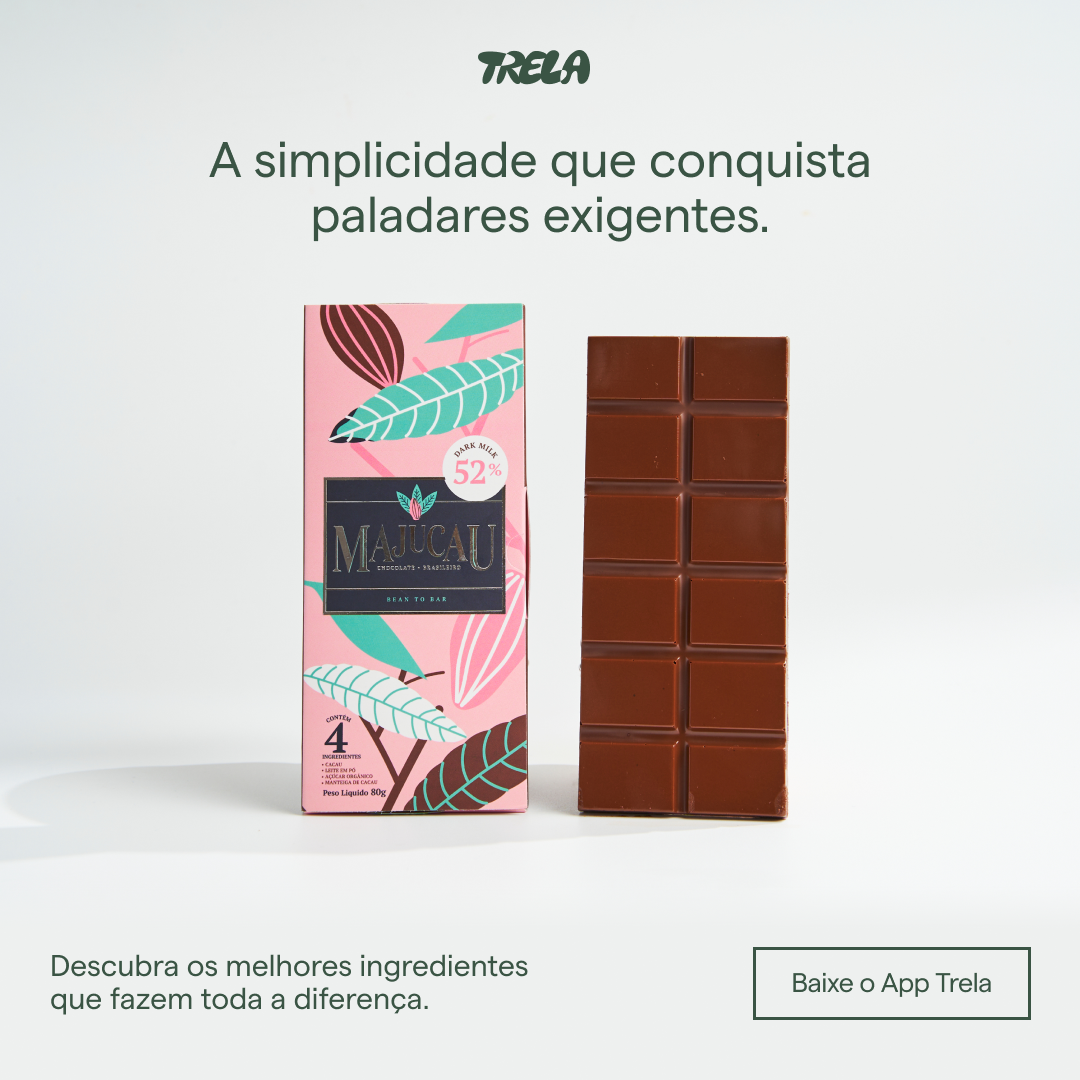 TRELA
A simplicidade que conquista
paladares exigentes.
DARK MILK
52%
MAJUCAU
CHOCOLATE • BRASILEIRO
BEAN TO BAR
CONTÉM
4
INGREDIENTES
• CACAU
• LEITE EM PÓ
• AÇÚCAR ORGÂNICO
• MANTEIGA DE CACAU
Peso Líquido 80g
Descubra os melhores ingredientes
que fazem toda a diferença.
Baixe o App Trela